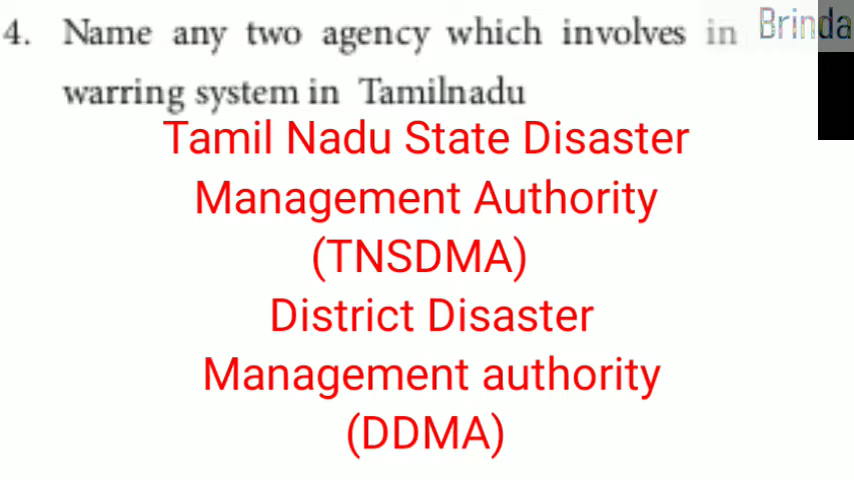 4. Name any two agency which involves in
Brinda
warring system in Tamilnadu
Tamil Nadu State Disaster
Management Authority
(TNSDMA)
District Disaster
Management authority
(DDMA)